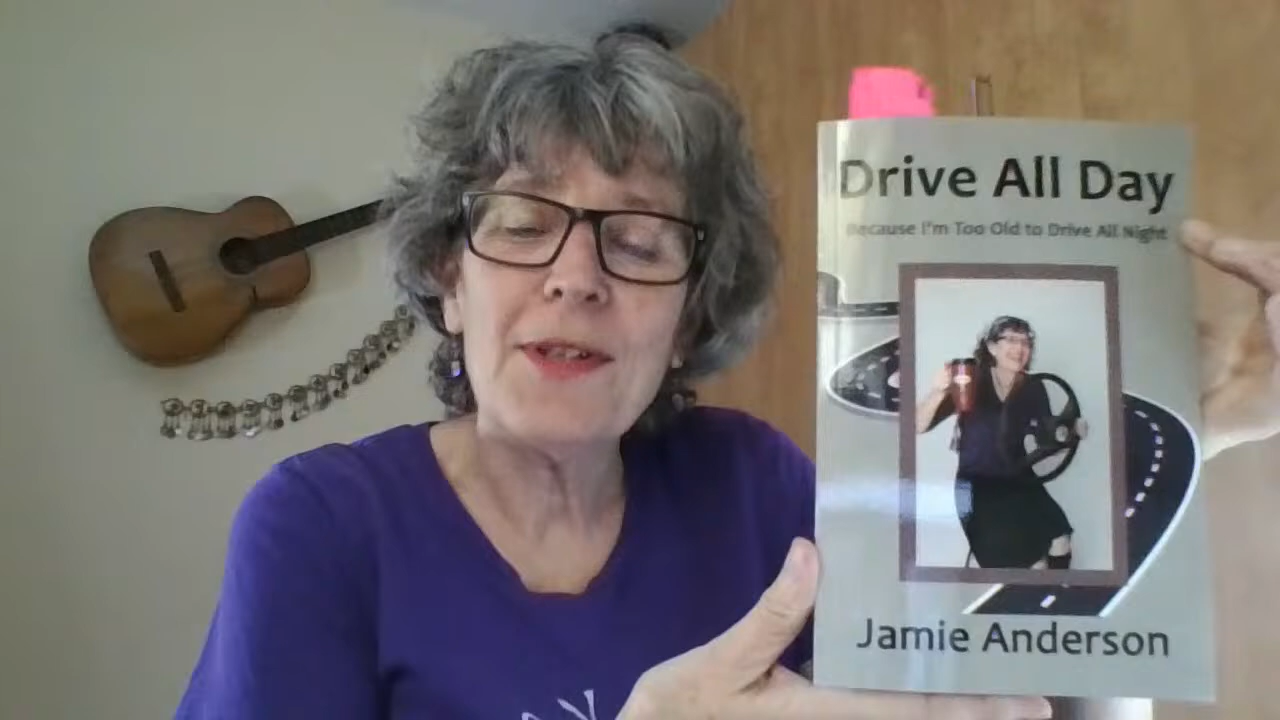 Drive All Day
Because I'm Too Old to Drive All Night
Jamie Anderson